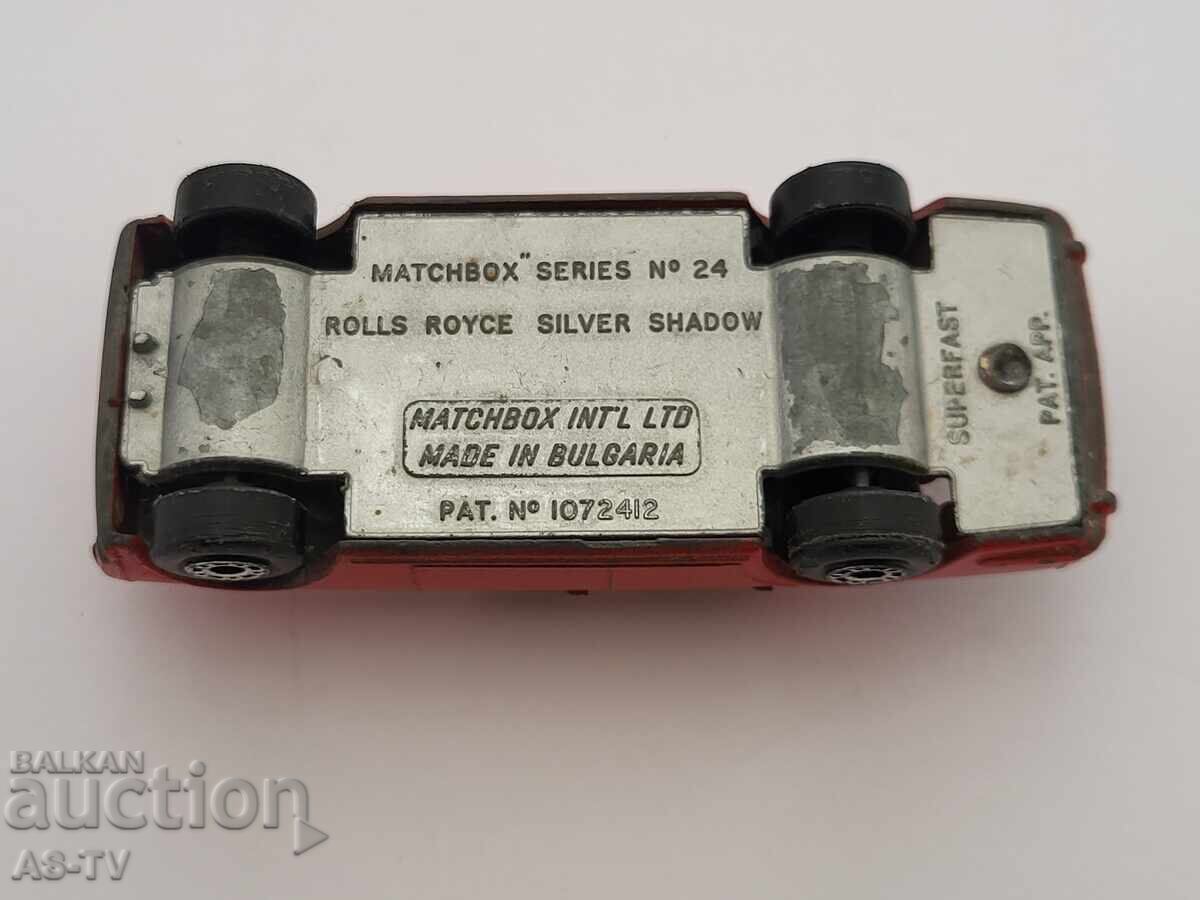 MATCHBOX" SERIES Nº 24
ROLLS ROYCE SILVER SHADOW
MATCHBOX INT'L LTD
MADE IN BULGARIA
PAT. Nº 1072412
"SUPERFAST
PAT. APP.
BALKAN
auction
AS-TV